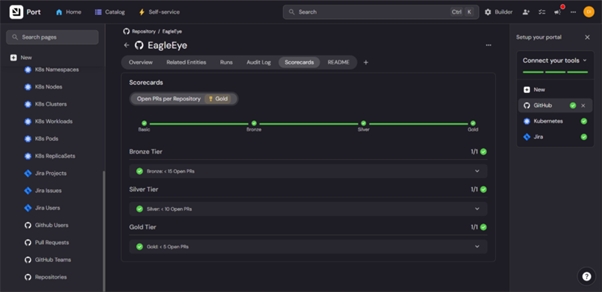 Port
Home
Catalog
Self-service
Search
Ctrl
K
Builder
Search pages
New
K8s Namespaces
K8s Nodes
K8s Clusters
K8s Workloads
K8s Pods
K8s ReplicaSets
Jira Projects
Jira Issues
Jira Users
Github Users
Pull Requests
GitHub Teams
Repositories
Repository / EagleEye
EagleEye
Overview
Related Entities
Runs
Audit Log
Scorecards
README
Scorecards
Open PRs per Repository
Gold
Basic
Bronze
Silver
Gold
Bronze Tier
1/1
Bronze: < 15 Open PRs
Silver Tier
1/1
Silver: < 10 Open PRs
Gold Tier
1/1
Gold: < 5 Open PRs
Setup your portal
Connect your tools
New
GitHub
Kubernetes
Jira